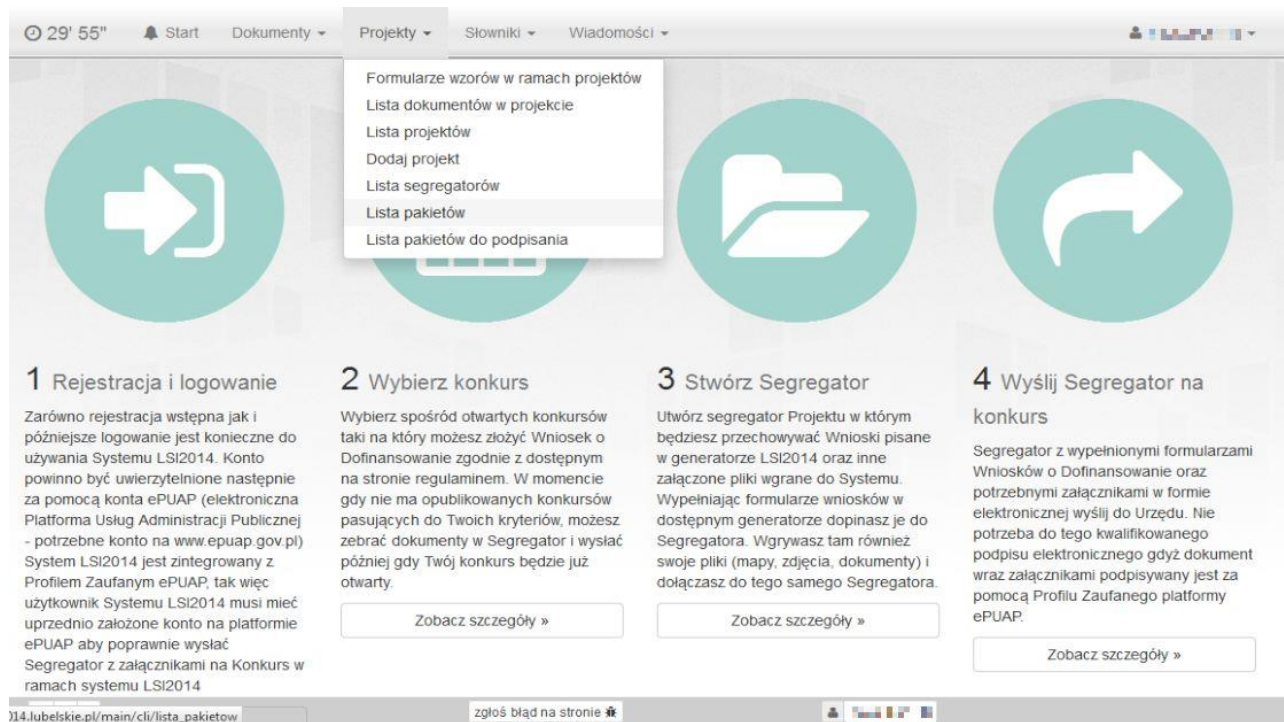 29' 55" Start Dokumenty Projekty Słowniki Wiadomości
Formularze wzorów w ramach projektów
Lista dokumentów w projekcie
Lista projektów
Dodaj projekt
Lista segregatorów
Lista pakietów
Lista pakietów do podpisania
1 Rejestracja i logowanie
Zarówno rejestracja wstępna jak i
późniejsze logowanie jest konieczne do
używania Systemu LSI2014. Konto
powinno być uwierzytelnione następnie
za pomocą konta ePUAP (elektroniczna
Platforma Usług Administracji Publicznej
- potrzebne konto na www.epuap.gov.pl)
System LSI2014 jest zintegrowany z
Profilem Zaufanym ePUAP, tak więc
użytkownik Systemu LSI2014 musi mieć
uprzednio założone konto na platformie
ePUAP aby poprawnie wysłać
Segregator z załącznikami na Konkurs w
ramach systemu LSI2014
2 Wybierz konkurs
Wybierz spośród otwartych konkursów
taki na który możesz złożyć Wniosek o
Dofinansowanie zgodnie z dostępnym
na stronie regulaminem. W momencie
gdy nie ma opublikowanych konkursów
pasujących do Twoich kryteriów, możesz
zebrać dokumenty w Segregator i wysłać
później gdy Twój konkurs będzie już
otwarty.
Zobacz szczegóły »
3 Stwórz Segregator
Utwórz segregator Projektu w którym
będziesz przechowywać Wnioski pisane
w generatorze LSI2014 oraz inne
załączone pliki wgrane do Systemu.
Wypełniając formularze wniosków w
dostępnym generatorze dopinasz je do
Segregatora. Wgrywasz tam również
swoje pliki (mapy, zdjęcia, dokumenty) i
dołączasz do tego samego Segregatora.
Zobacz szczegóły »
4 Wyślij Segregator na
konkurs
Segregator z wypełnionymi formularzami
Wniosków o Dofinansowanie oraz
potrzebnymi załącznikami w formie
elektronicznej wyślij do Urzędu. Nie
potrzeba do tego kwalifikowanego
podpisu elektronicznego gdyż dokument
wraz załącznikami podpisywany jest za
pomocą Profilu Zaufanego platformy
ePUAP.
Zobacz szczegóły »
014.lubelskie.pl/main/cli/lista_pakietow
zgłoś błąd na stronie